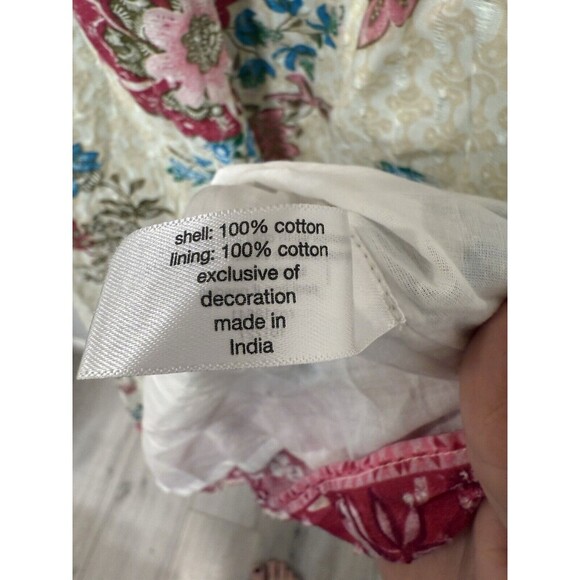 shell: 100% cotton
lining: 100% cotton
exclusive of
decoration
made in
India